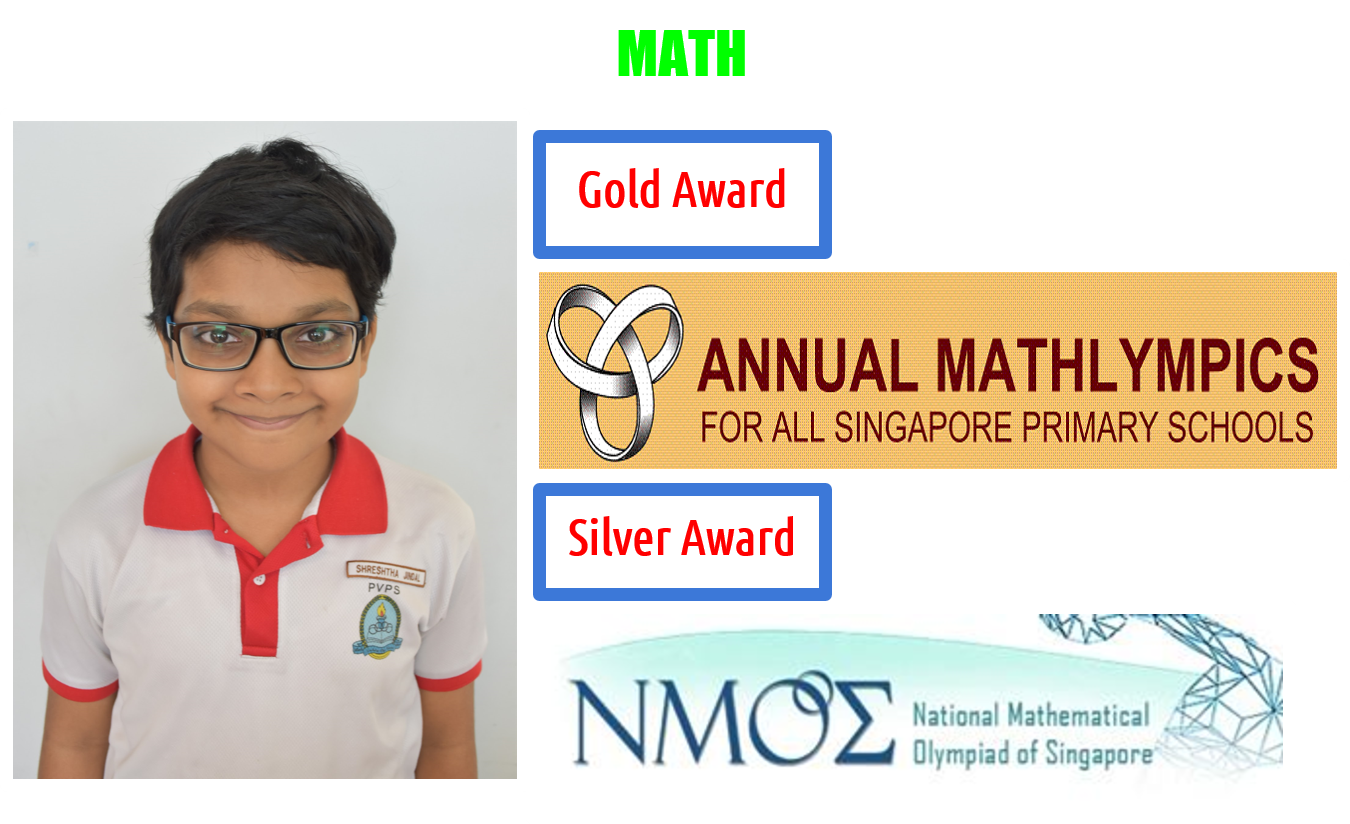 MATH
SHRESHTHA JINDAL
PVPS
Gold Award
ANNUAL MATHLYMPICS
FOR ALL SINGAPORE PRIMARY SCHOOLS
Silver Award
NMOΣ
National Mathematical
Olympiad of Singapore